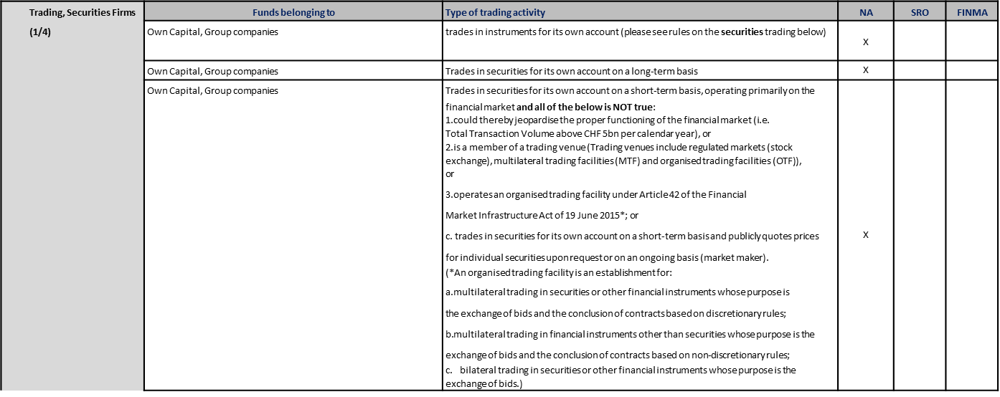 Trading, Securities Firms
(1/4)
Funds belonging to
Type of trading activity
NA
SRO
FINMA
Own Capital, Group companies
trades in instruments for its own account (please see rules on the securities trading below)
X
Own Capital, Group companies
Trades in securities for its own account on a long-term basis
X
Own Capital, Group companies
Trades in securities for its own account on a short-term basis, operating primarily on the
financial market and all of the below is NOT true:
1.could thereby jeopardise the proper functioning of the financial market (i.e.
Total Transaction Volume above CHF 5bn per calendar year), or
2.is a member of a trading venue (Trading venues include regulated markets (stock
exchange), multilateral trading facilities (MTF) and organised trading facilities (OTF)),
or
3.operates an organised trading facility under Article 42 of the Financial
Market Infrastructure Act of 19 June 2015*; or
c. trades in securities for its own account on a short-term basis and publicly quotes prices
X
for individual securities upon request or on an ongoing basis (market maker).
(*An organised trading facility is an establishment for:
a.multilateral trading in securities or other financial instruments whose purpose is
the exchange of bids and the conclusion of contracts based on discretionary rules;
b.multilateral trading in financial instruments other than securities whose purpose is the
exchange of bids and the conclusion of contracts based on non-discretionary rules;
c. bilateral trading in securities or other financial instruments whose purpose is the
exchange of bids.)